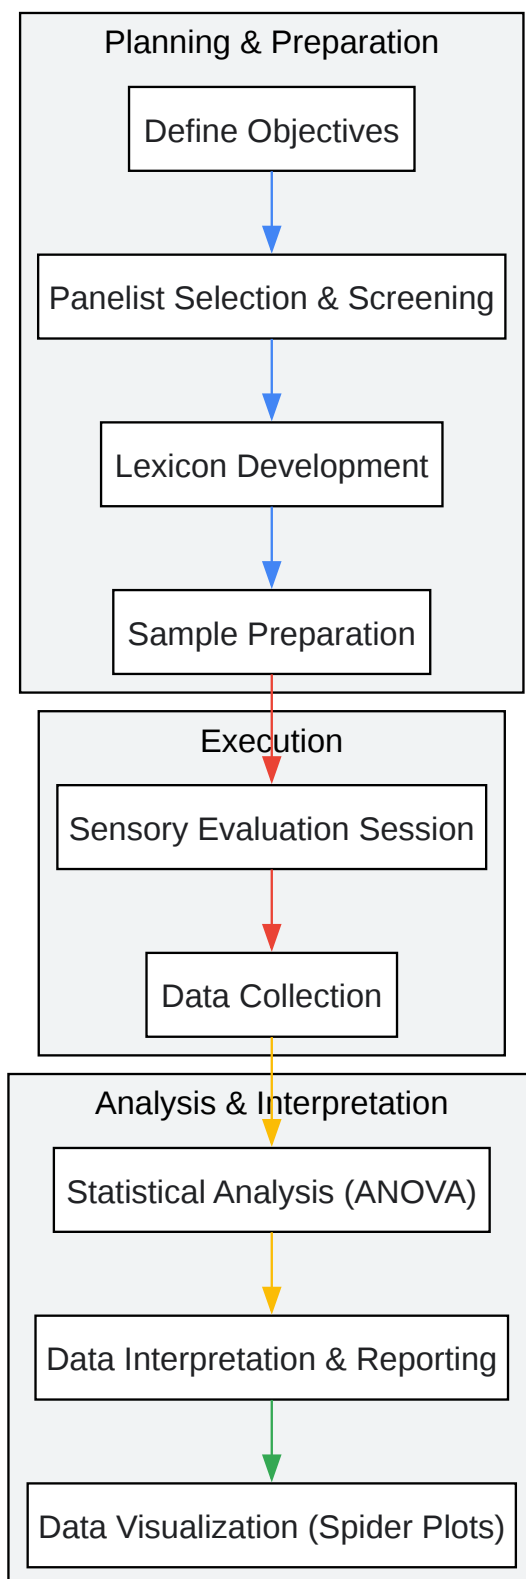 Planning & Preparation
Define Objectives
Panelist Selection & Screening
Lexicon Development
Sample Preparation
Execution
Sensory Evaluation Session
Data Collection
Analysis & Interpretation
Statistical Analysis (ANOVA)
Data Interpretation & Reporting
Data Visualization (Spider Plots)